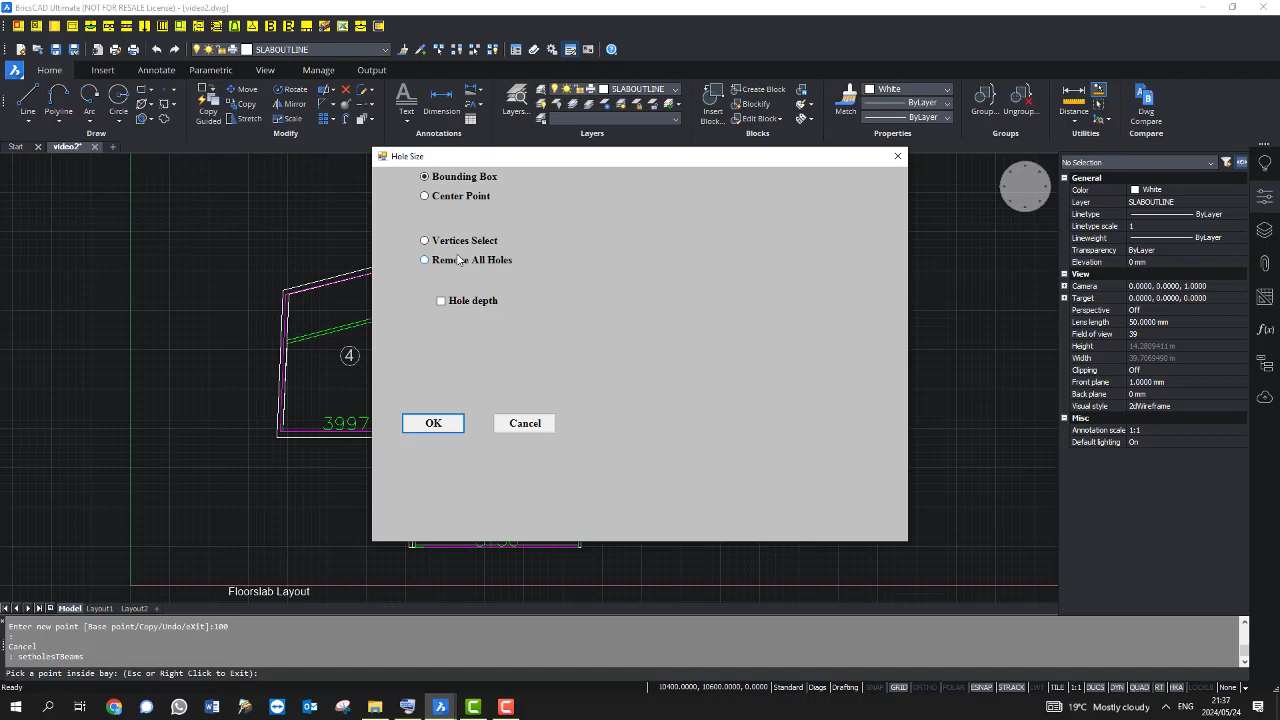 BricsCAD Ultimate (NOT FOR RESALE License) - [video2.dwg]
SLABOUTLINE
Home Insert Annotate Parametric View Manage Output
Line Polyline Arc Circle
Draw
Copy Guided
Move
Copy
Stretch
Rotate
Mirror
Modify
Text Dimension
Annotations
Layers...
SLABOUTLINE
Layers
Insert Block...
Create Block
Blockify
Edit Block
Blocks
Match
White
ByLayer
ByLayer
Properties
Group... Ungroup...
Groups
Distance
Utilities
Dwg Compare
Compare
Start video2*
Hole Size
Bounding Box
Center Point
Vertices Select
Remove All Holes
Hole depth
OK Cancel
4
3997
Floorslab Layout
No Selection
General
Color White
Layer SLABOUTLINE
Linetype ByLayer
Linetype scale 1
Lineweight ByLayer
Transparency ByLayer
Elevation 0 mm
View
Camera 0.0000, 0.0000, 1.0000
Target 0.0000, 0.0000, 0.0000
Perspective Off
Lens length 50.0000 mm
Field of view 39
Height 14.2809411 m
Width 39.7069490 m
Clipping Off
Front plane 1.0000 mm
Back plane 0 mm
Visual style 2dWireframe
Misc
Annotation scale 1:1
Default lighting On
Model Layout1 Layout2 +
Enter new point [Base point/Copy/Undo/eXit]:100
:
Cancel
: setholesTBeams
Pick a point inside bay: (Esc or Right Click to Exit):
Ready
10400.0000, 10600.0000, 0.0000 Standard Diags Drafting SNAP GRID ORTHO POLAR ESNAP STRACK LWT TILE 1:1 DUCS DYN QUAD RT HKA LOCKUI None
19°C Mostly cloudy
ENG
21:37
2024/05/24